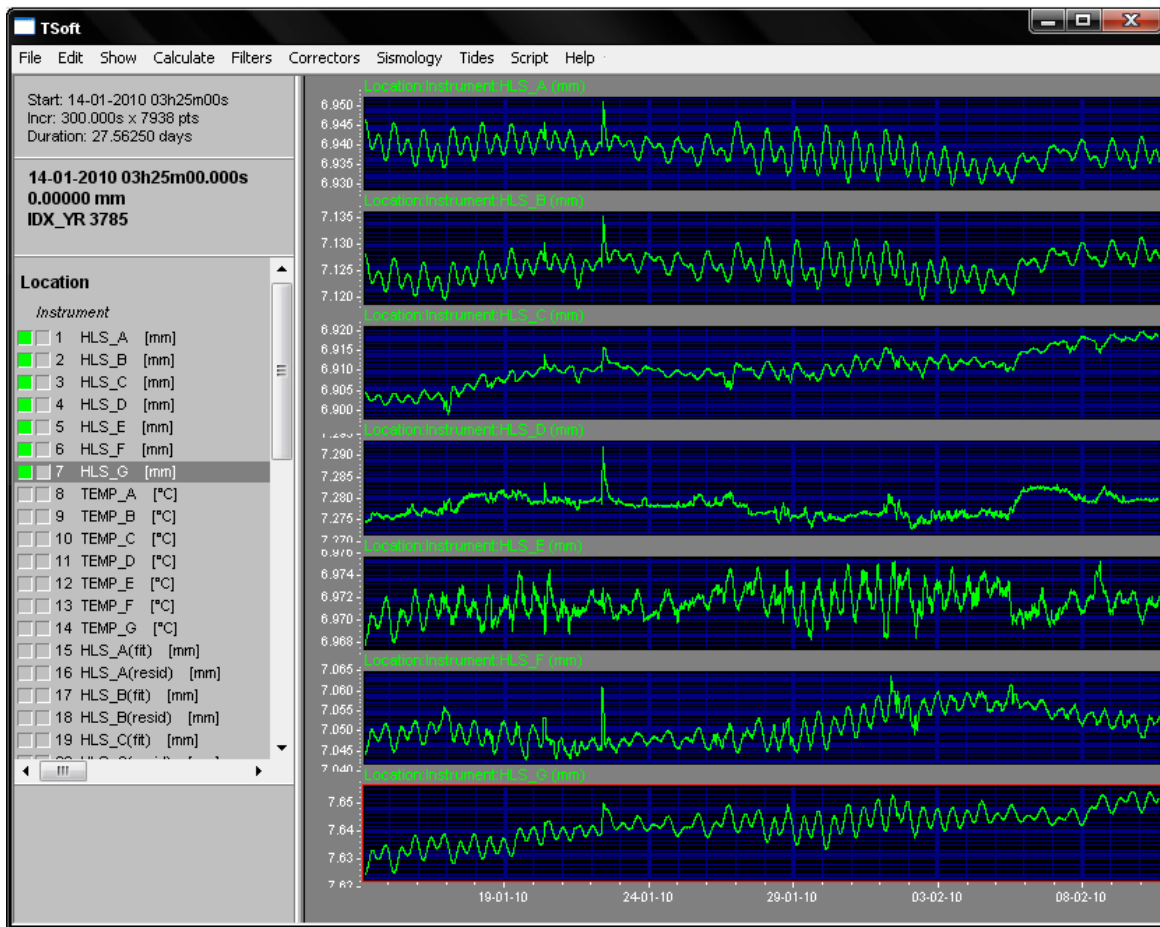 TSoft
File Edit Show Calculate Filters Correctors Sismology Tides Script Help
Start: 14-01-2010 03h25m00s
Incr: 300.000s x 7938 pts
Duration: 27.56250 days
14-01-2010 03h25m00.000s
0.00000 mm
IDX_YR 3785
Location
Instrument
1 HLS_A [mm]
2 HLS_B [mm]
3 HLS_C [mm]
4 HLS_D [mm]
5 HLS_E [mm]
6 HLS_F [mm]
7 HLS_G [mm]
8 TEMP_A [°C]
9 TEMP_B [°C]
10 TEMP_C [°C]
11 TEMP_D [°C]
12 TEMP_E [°C]
13 TEMP_F [°C]
14 TEMP_G [°C]
15 HLS_A(fit) [mm]
16 HLS_A(resid) [mm]
17 HLS_B(fit) [mm]
18 HLS_B(resid) [mm]
19 HLS_C(fit) [mm]
Location:Instrument:HLS_A (mm)
6.950
6.945
6.940
6.935
6.930
Location:Instrument:HLS_B (mm)
7.135
7.130
7.125
7.120
Location:Instrument:HLS_C (mm)
6.920
6.915
6.910
6.905
6.900
Location:Instrument:HLS_D (mm)
7.290
7.285
7.280
7.275
7.270
Location:Instrument:HLS_E (mm)
6.976
6.974
6.972
6.970
6.968
Location:Instrument:HLS_F (mm)
7.065
7.060
7.055
7.050
7.045
7.040
Location:Instrument:HLS_G (mm)
7.65
7.64
7.63
7.62
19-01-10 24-01-10 29-01-10 03-02-10 08-02-10